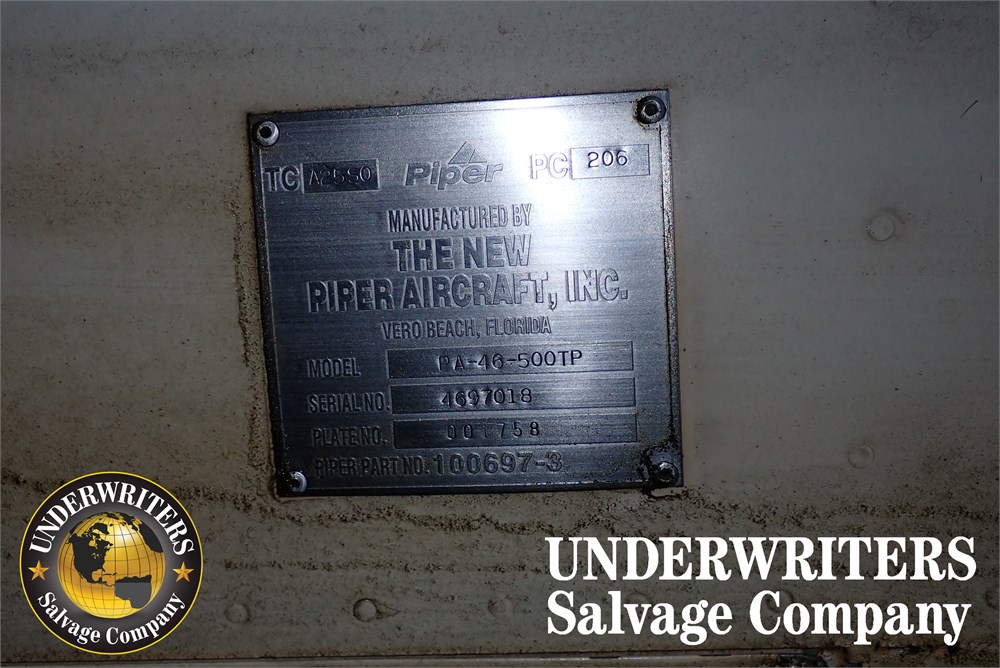 TC A25SO Piper PC 206
MANUFACTURED BY
THE NEW
PIPER AIRCRAFT, INC.
VERO BEACH, FLORIDA
MODEL PA-46-500TP
SERIAL NO. 4697018
PLATE NO. 001758
PIPER PART NO. 100697-3
UNDERWRITERS
Salvage Company
UNDERWRITERS
Salvage Company